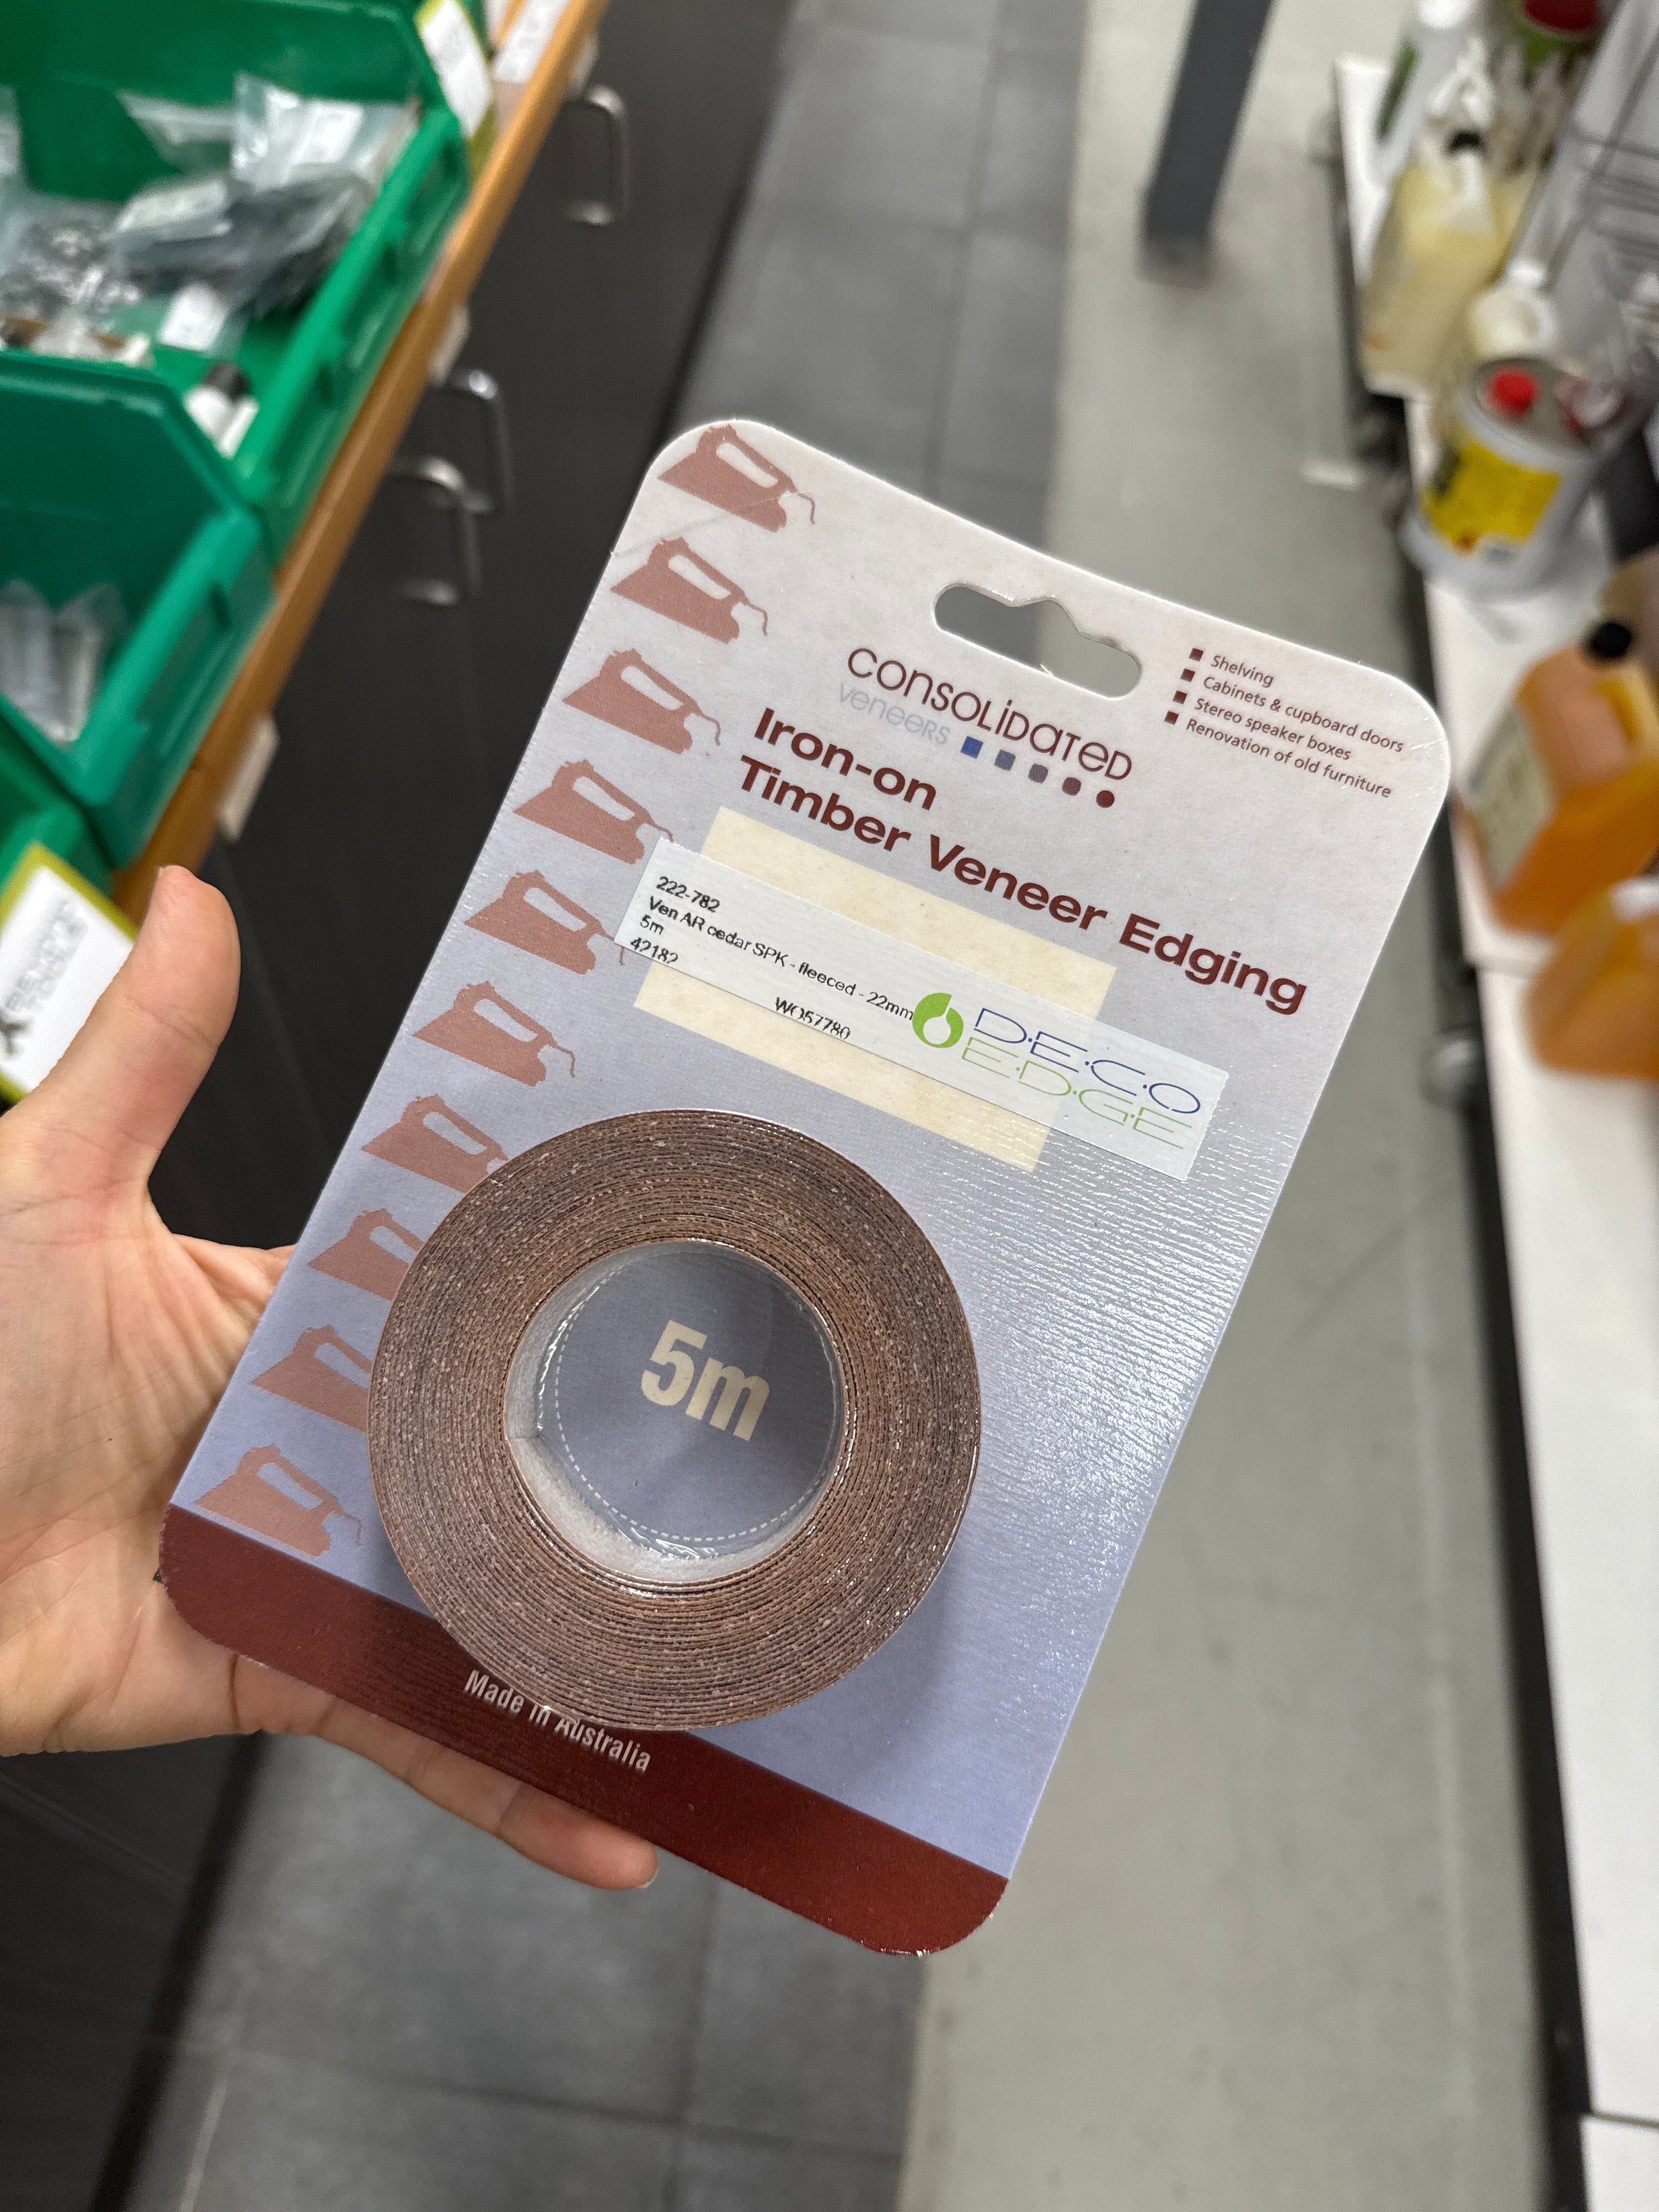 CONSOLIDATED
VENEERS
Shelving
Cabinets & cupboard doors
Stereo speaker boxes
Renovation of old furniture
Iron-on
Timber Veneer Edging
222-782
Ven AR cedar SPK - fleeced - 22mm
5m
42182
WO57780
D·E·C·O
E·D·G·E
5m
Made in Australia